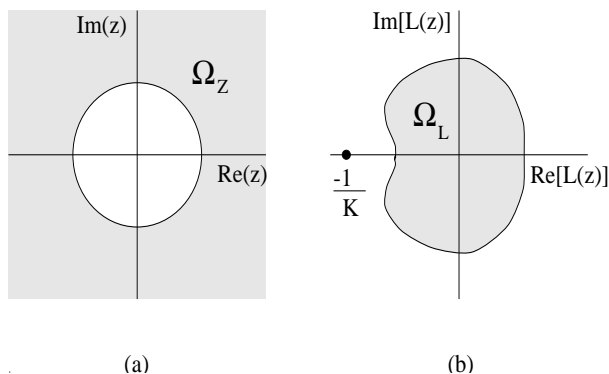 Im(z)
Ω_Z
Re(z)
(a)
Im[L(z)]
Ω_L
-1
K
Re[L(z)]
(b)